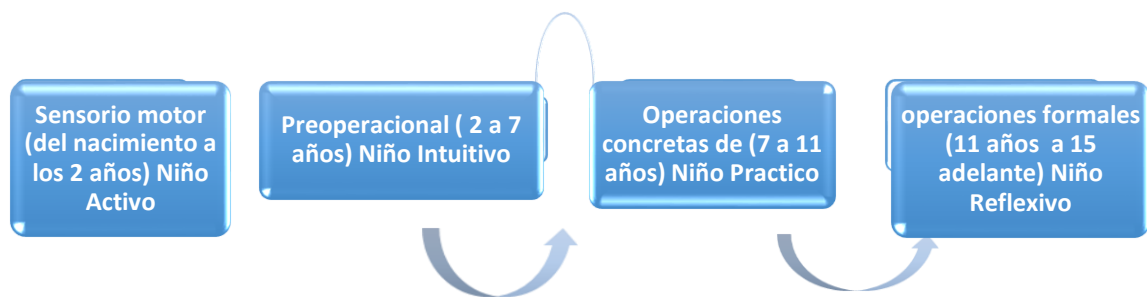 Sensorio motor
(del nacimiento a
los 2 años) Niño
Activo
Preoperacional ( 2 a 7
años) Niño Intuitivo
Operaciones
concretas de (7 a 11
años) Niño Practico
operaciones formales
(11 años  a 15
adelante) Niño
Reflexivo